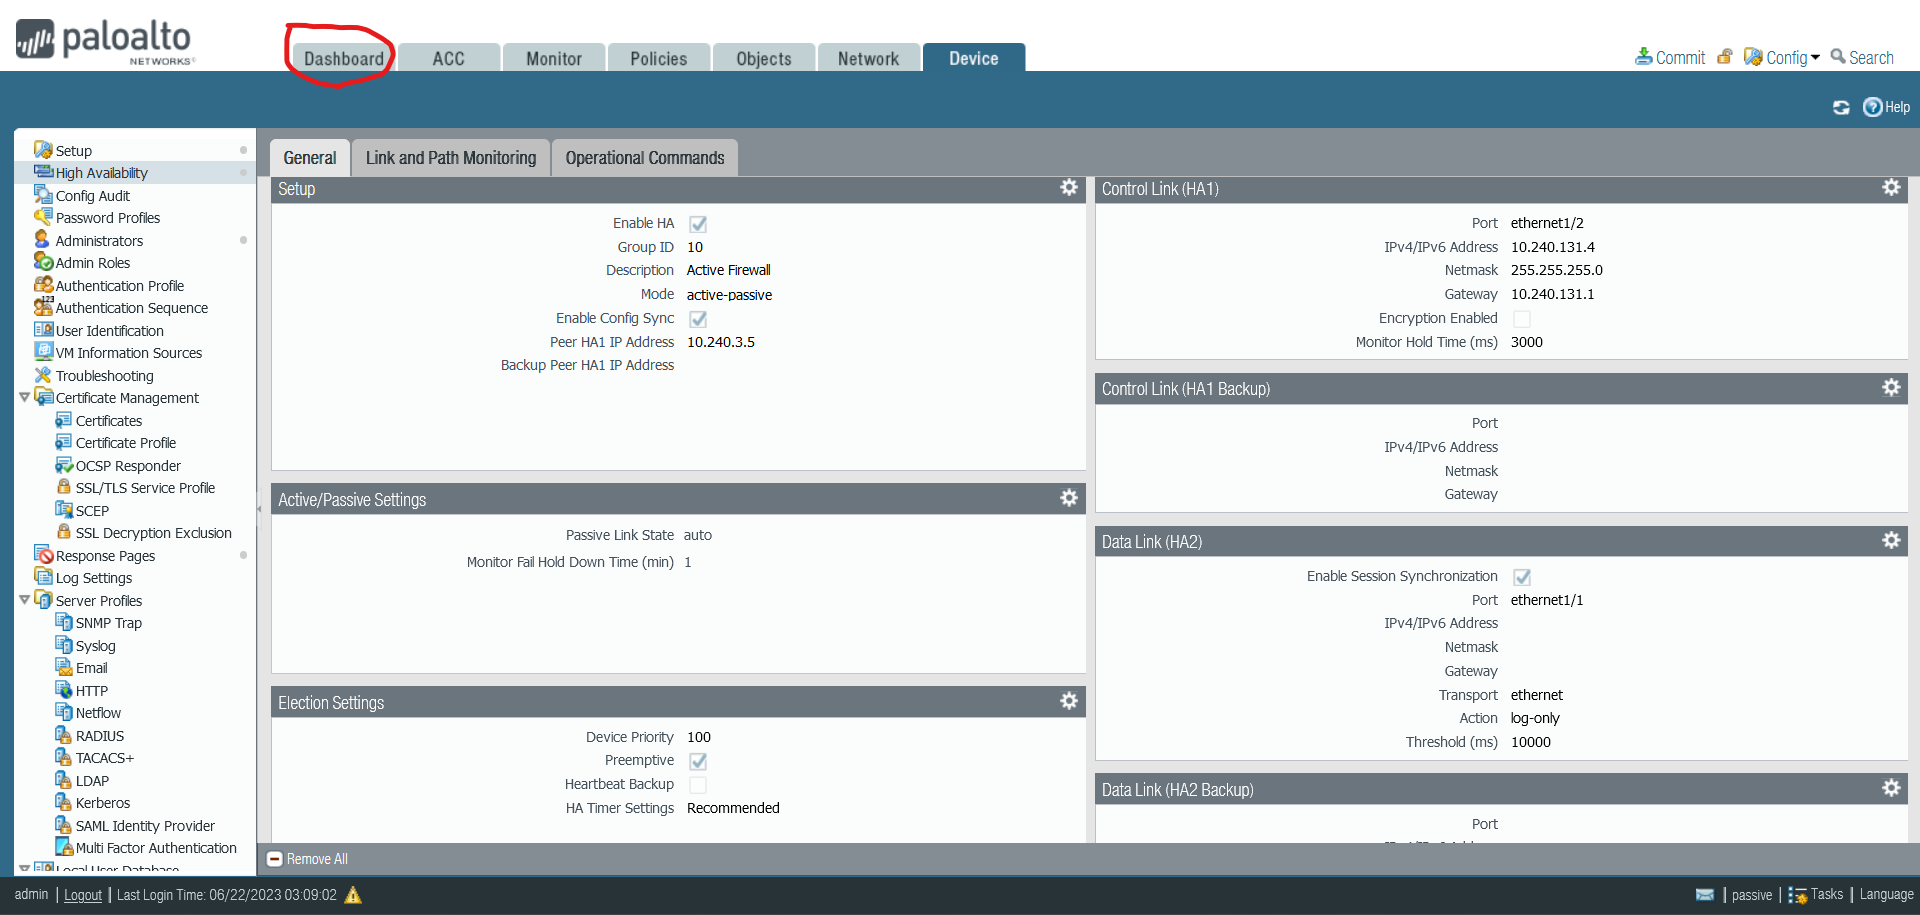 paloalto
NETWORKS
Dashboard
ACC
Monitor
Policies
Objects
Network
Device
Commit
Config
Search
Help
Setup
High Availability
Config Audit
Password Profiles
Administrators
Admin Roles
Authentication Profile
Authentication Sequence
User Identification
VM Information Sources
Troubleshooting
Certificate Management
Certificates
Certificate Profile
OCSP Responder
SSL/TLS Service Profile
SCEP
SSL Decryption Exclusion
Response Pages
Log Settings
Server Profiles
SNMP Trap
Syslog
Email
HTTP
Netflow
RADIUS
TACACS+
LDAP
Kerberos
SAML Identity Provider
Multi Factor Authentication
Local User Database
General
Link and Path Monitoring
Operational Commands
Setup
Enable HA
Group ID 10
Description Active Firewall
Mode active-passive
Enable Config Sync
Peer HA1 IP Address 10.240.3.5
Backup Peer HA1 IP Address
Active/Passive Settings
Passive Link State auto
Monitor Fail Hold Down Time (min) 1
Election Settings
Device Priority 100
Preemptive
Heartbeat Backup
HA Timer Settings Recommended
Control Link (HA1)
Port ethernet1/2
IPv4/IPv6 Address 10.240.131.4
Netmask 255.255.255.0
Gateway 10.240.131.1
Encryption Enabled
Monitor Hold Time (ms) 3000
Control Link (HA1 Backup)
Port
IPv4/IPv6 Address
Netmask
Gateway
Data Link (HA2)
Enable Session Synchronization
Port ethernet1/1
IPv4/IPv6 Address
Netmask
Gateway
Transport ethernet
Action log-only
Threshold (ms) 10000
Data Link (HA2 Backup)
Port
Remove All
admin | Logout | Last Login Time: 06/22/2023 03:09:02
| passive | Tasks | Language